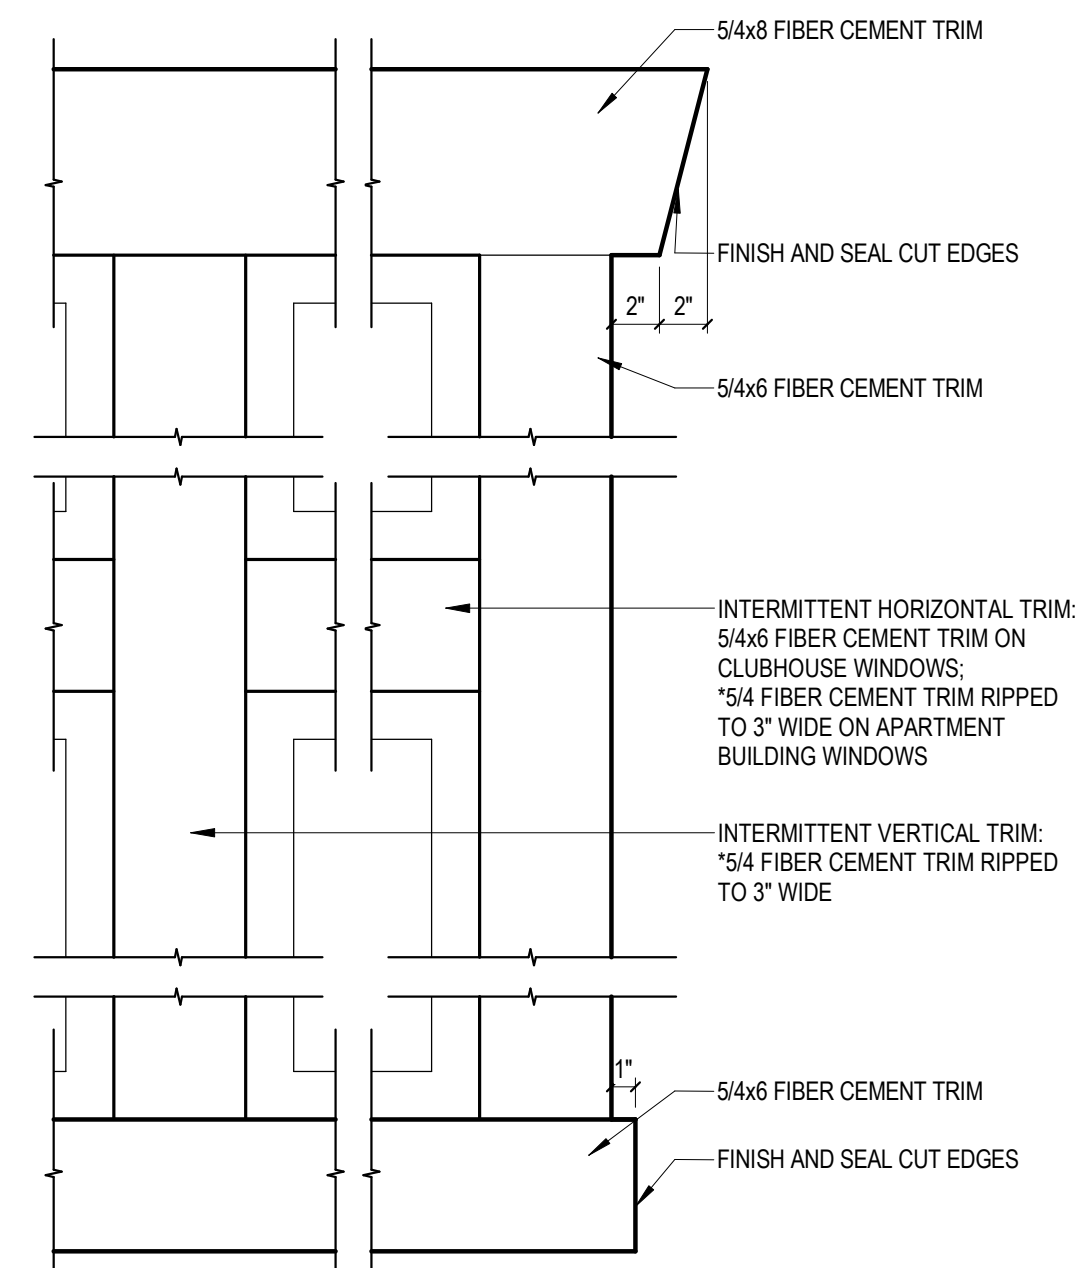 5/4x8 FIBER CEMENT TRIM
FINISH AND SEAL CUT EDGES
2" 2"
5/4x6 FIBER CEMENT TRIM
INTERMITTENT HORIZONTAL TRIM:
5/4x6 FIBER CEMENT TRIM ON
CLUBHOUSE WINDOWS;
*5/4 FIBER CEMENT TRIM RIPPED
TO 3" WIDE ON APARTMENT
BUILDING WINDOWS
INTERMITTENT VERTICAL TRIM:
*5/4 FIBER CEMENT TRIM RIPPED
TO 3" WIDE
1"
5/4x6 FIBER CEMENT TRIM
FINISH AND SEAL CUT EDGES